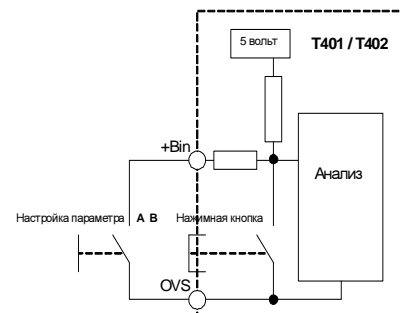 5 вольт
T401 / T402
+Bin
Анализ
Настройка параметра A B
Нажимная кнопка
OVS